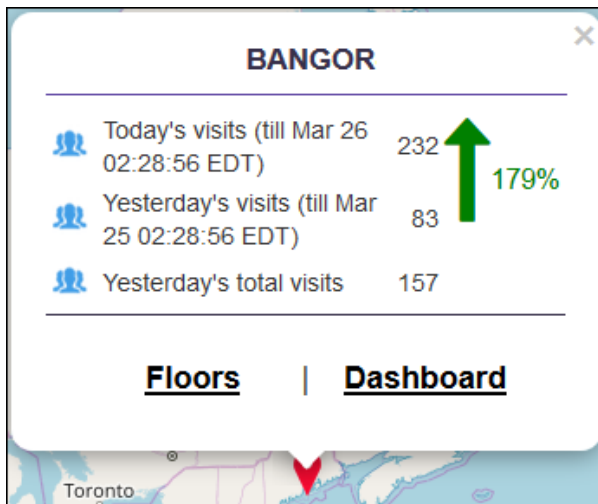 ×
BANGOR
Today's visits (till Mar 26
02:28:56 EDT)
232
179%
Yesterday's visits (till Mar
25 02:28:56 EDT)
83
Yesterday's total visits 157
Floors | Dashboard
Toronto